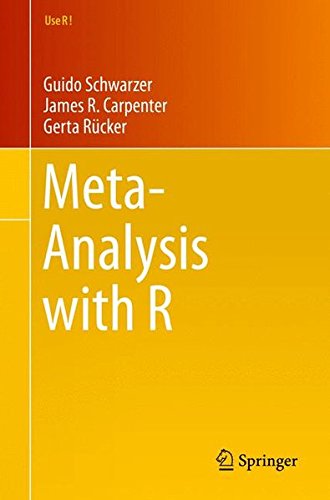 Use R!
Guido Schwarzer
James R. Carpenter
Gerta Rücker
Meta-
Analysis
with R
Springer